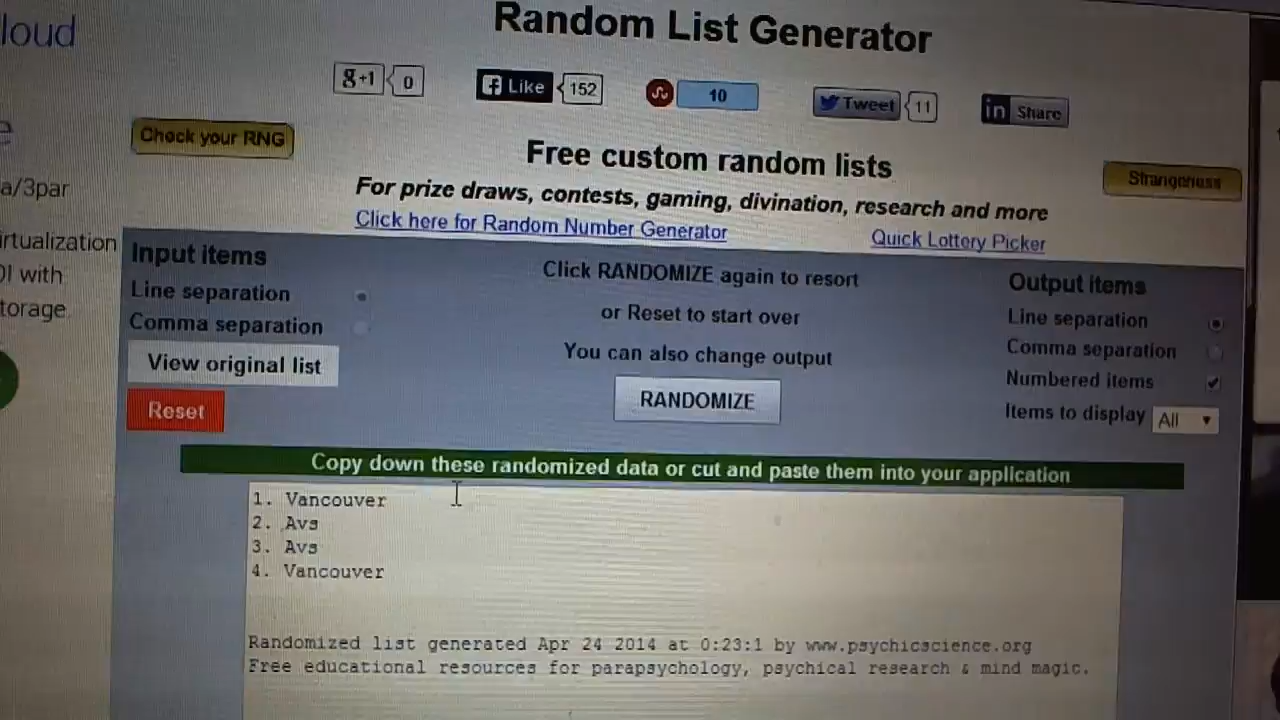 loud
Random List Generator
g+1 0
Like 152
10
Tweet 11
in Share
Check your RNG
Free custom random lists
Strangeness
For prize draws, contests, gaming, divination, research and more
a/3par
Click here for Random Number Generator
Quick Lottery Picker
irtualization
Input items
Click RANDOMIZE again to resort
Output items
I with
Line separation
or Reset to start over
Line separation
torage
Comma separation
You can also change output
Comma separation
View original list
RANDOMIZE
Numbered items
Reset
Items to display All
Copy down these randomized data or cut and paste them into your application
1. Vancouver
2. Avs
3. Avs
4. Vancouver
Randomized list generated Apr 24 2014 at 0:23:1 by www.psychicscience.org
Free educational resources for parapsychology, psychical research & mind magic.